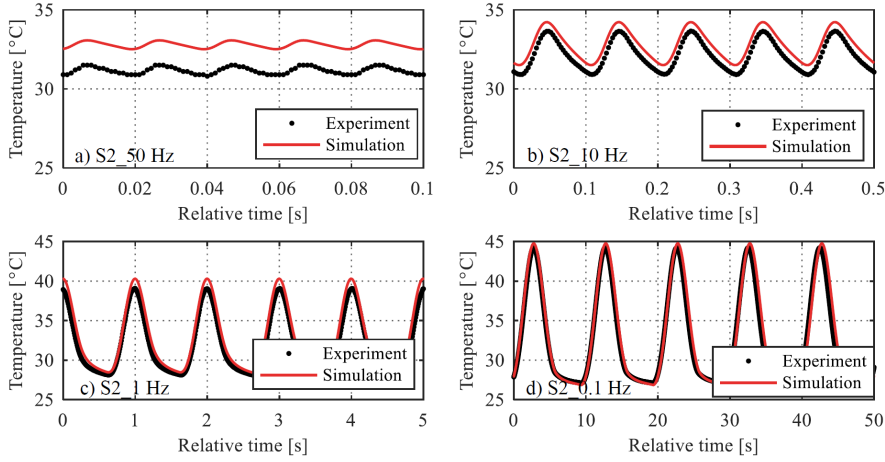 35
30
25
Temperature [°C]
Experiment
Simulation
a) S2_50 Hz
0 0.02 0.04 0.06 0.08 0.1
Relative time [s]
35
30
25
Temperature [°C]
Experiment
Simulation
b) S2_10 Hz
0 0.1 0.2 0.3 0.4 0.5
Relative time [s]
45
40
35
30
25
Temperature [°C]
Experiment
Simulation
c) S2_1 Hz
0 1 2 3 4 5
Relative time [s]
45
40
35
30
25
Temperature [°C]
Experiment
Simulation
d) S2_0.1 Hz
0 10 20 30 40 50
Relative time [s]